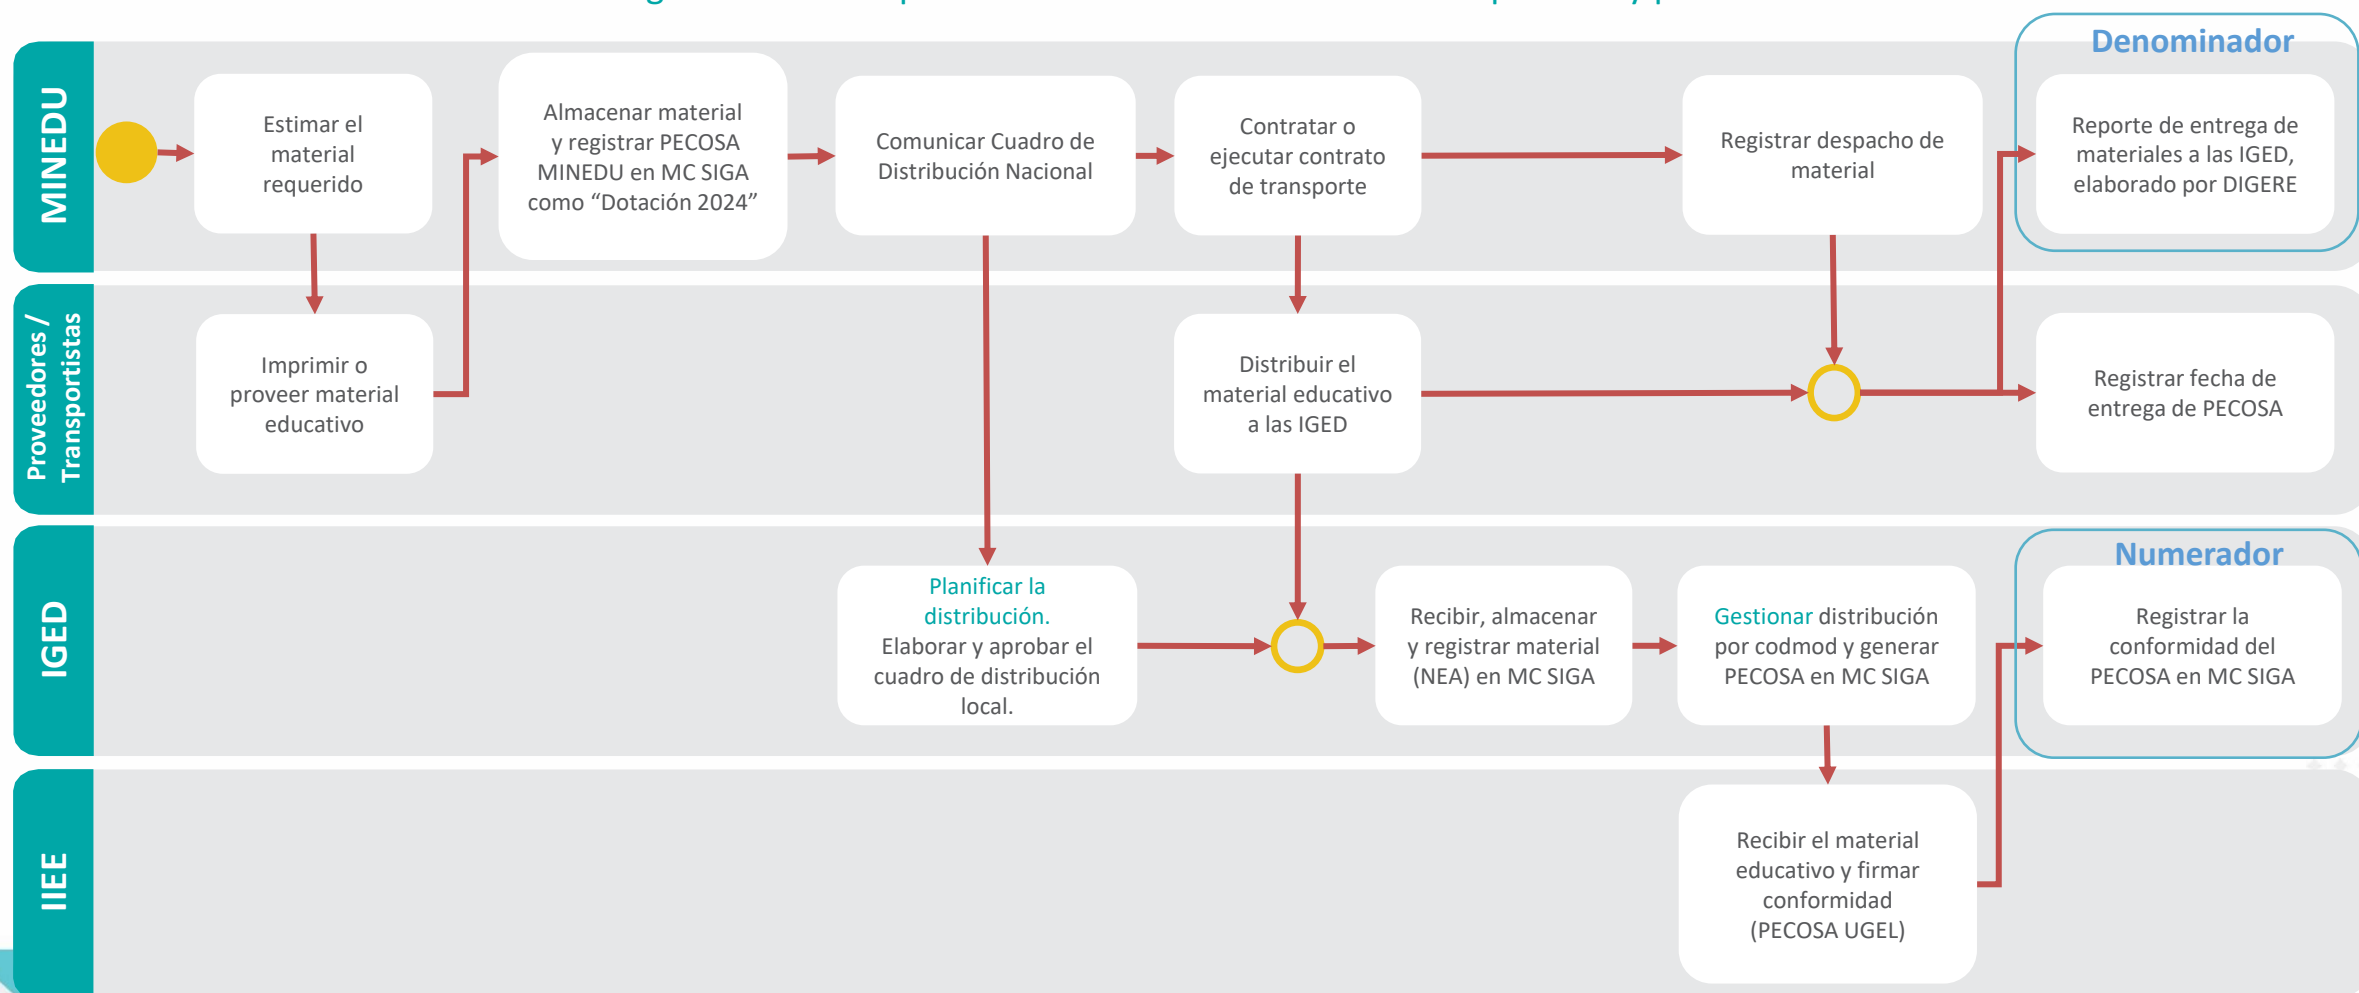 Denominador
MINEDU
Estimar el
material
requerido
Almacenar material
y registrar PECOSA
MINEDU en MC SIGA
como “Dotación 2024”
Comunicar Cuadro de
Distribución Nacional
Contratar o
ejecutar contrato
de transporte
Registrar despacho de
material
Reporte de entrega de
materiales a las IGED,
elaborado por DIGERE
Proveedores /
Transportistas
Imprimir o
proveer material
educativo
Distribuir el
material educativo
a las IGED
Registrar fecha de
entrega de PECOSA
Numerador
IGED
Planificar la
distribución.
Elaborar y aprobar el
cuadro de distribución
local.
Recibir, almacenar
y registrar material
(NEA) en MC SIGA
Gestionar distribución
por codmod y generar
PECOSA en MC SIGA
Registrar la
conformidad del
PECOSA en MC SIGA
IIEE
Recibir el material
educativo y firmar
conformidad
(PECOSA UGEL)